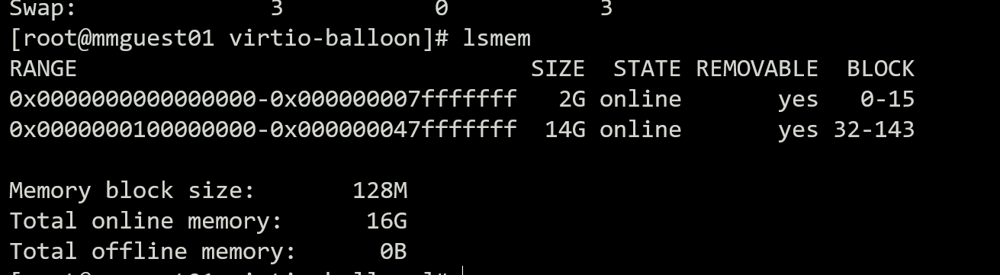 Swap: 3 0 3
[root@mmguest01 virtio-balloon]# lsmem
RANGE SIZE STATE REMOVABLE BLOCK
0x0000000000000000-0x000000007fffffff 2G online yes 0-15
0x0000000100000000-0x000000047fffffff 14G online yes 32-143
Memory block size: 128M
Total online memory: 16G
Total offline memory: 0B